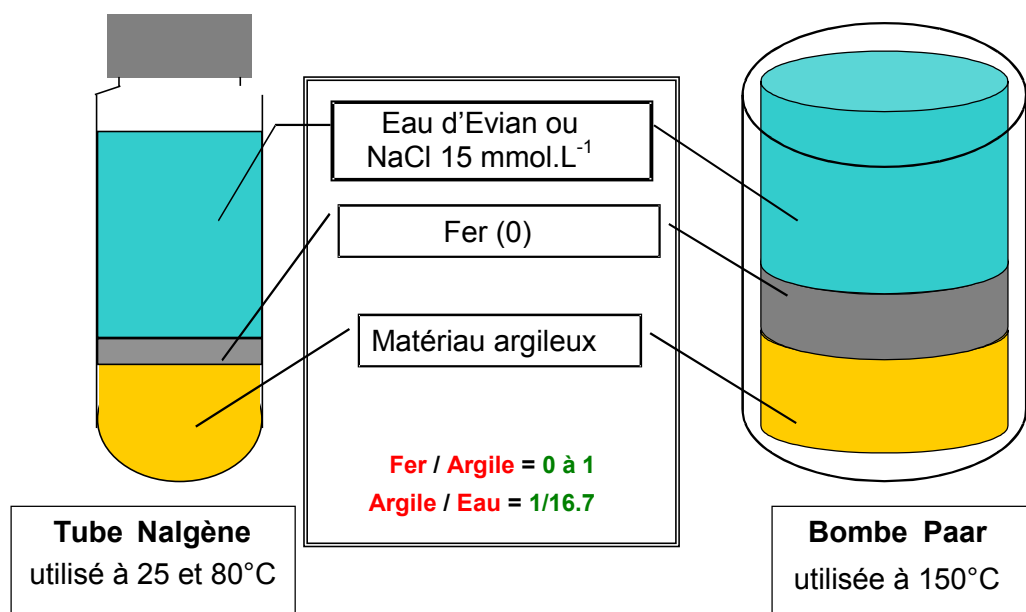 Eau d'Evian ou
NaCl 15 mmol.L⁻¹
Fer (0)
Matériau argileux
Fer / Argile = 0 à 1
Argile / Eau = 1/16.7
Tube Nalgène
utilisé à 25 et 80°C
Bombe Paar
utilisée à 150°C